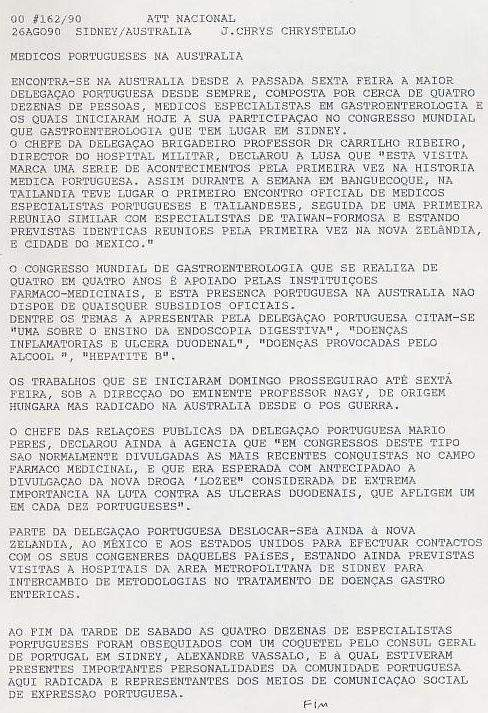 00 #162/90 ATT NACIONAL
26AGO90 SIDNEY/AUSTRALIA J.CHRYS CHRYSTELLO
MEDICOS PORTUGUESES NA AUSTRALIA
ENCONTRA-SE NA AUSTRALIA DESDE A PASSADA SEXTA FEIRA A MAIOR
DELEGAÇAO PORTUGUESA DESDE SEMPRE, COMPOSTA POR CERCA DE QUATRO
DEZENAS DE PESSOAS, MEDICOS ESPECIALISTAS EM GASTROENTEROLOGIA E
OS QUAIS INICIARAM HOJE A SUA PARTICIPAÇAO NO CONGRESSO MUNDIAL
QUE GASTROENTEROLOGIA QUE TEM LUGAR EM SIDNEY.
O CHEFE DA DELEGAÇAO BRIGADEIRO PROFESSOR DR CARRILHO RIBEIRO,
DIRECTOR DO HOSPITAL MILITAR, DECLAROU A LUSA QUE "ESTA VISITA
MARCA UMA SERIE DE ACONTECIMENTOS PELA PRIMEIRA VEZ NA HISTORIA
MEDICA PORTUGUESA. ASSIM DURANTE A SEMANA EM BANGUECOQUE, NA
TAILANDIA TEVE LUGAR O PRIMEIRO ENCONTRO OFICIAL DE MEDICOS
ESPECIALISTAS PORTUGUESES E TAILANDESES, SEGUIDA DE UMA PRIMEIRA
REUNIAO SIMILAR COM ESPECIALISTAS DE TAIWAN-FORMOSA E ESTANDO
PREVISTAS IDENTICAS REUNIOES PELA PRIMEIRA VEZ NA NOVA ZELâNDIA,
E CIDADE DO MEXICO."
O CONGRESSO MUNDIAL DE GASTROENTEROLOGIA QUE SE REALIZA DE
QUATRO EM QUATRO ANOS È APOIADO PELAS INSTITUIÇOES
FARMACO-MEDICINAIS, E ESTA PRESENCA PORTUGUESA NA AUSTRALIA NAO
DISPOE DE QUAISQUER SUBSIDIOS OFICIAIS.
DENTRE OS TEMAS A APRESENTAR PELA DELEGAÇAO PORTUGUESA CITAM-SE
"UMA SOBRE O ENSINO DA ENDOSCOPIA DIGESTIVA", "DOENÇAS
INFLAMATORIAS E ULCERA DUODENAL", "DOENçAS PROVOCADAS PELO
ALCOOL ", "HEPATITE B".
OS TRABALHOS QUE SE INICIARAM DOMINGO PROSSEGUIRAO ATÉ SEXTÁ
FEIRA, SOB A DIRECÇAO DO EMINENTE PROFESSOR NAGY, DE ORIGEM
HUNGARA MAS RADICADO NA AUSTRALIA DESDE O POS GUERRA.
O CHEFE DAS RELAÇOES PUBLICAS DA DELEGAÇAO PORTUGUESA MARIO
PERES, DECLAROU AINDA à AGENCIA QUE "EM CONGRESSOS DESTE TIPO
SAO NORMALMENTE DIVULGADAS AS MAIS RECENTES CONQUISTAS NO CAMPO
FARMACO MEDICINAL, E QUE ERA ESPERADA COM ANTECIPADAO A
DIVULGAÇAO DA NOVA DROGA 'LOZEE" CONSIDERADA DE EXTREMA
IMPORTANCIA NA LUTA CONTRA AS ULCERAS DUODENAIS, QUE AFLIGEM UM
EM CADA DEZ PORTUGUESES".
PARTE DA DELEGAÇAO PORTUGUESA DESLOCAR-SEà AINDA à NOVA
ZELANDIA, AO MÉXICO E AOS ESTADOS UNIDOS PARA EFECTUAR CONTACTOS
COM OS SEUS CONGENERES DAQUELES PAíSES, ESTANDO AINDA PREVISTAS
VISITAS A HOSPITAIS DA AREA METROPOLITANA DE SIDNEY PARA
INTERCAMBIO DE METODOLOGIAS NO TRATAMENTO DE DOENÇAS GASTRO
ENTERICAS.
AO FIM DA TARDE DE SABADO AS QUATRO DEZENAS DE ESPECIALISTAS
PORTUGUESES FORAM OBSEQUIADOS COM UM COQUETEL PELO CONSUL GERAL
DE PORTUGAL EM SIDNEY, ALEXANDRE VASSALO, E à QUAL ESTIVERAM
PRESENTES IMPORTANTES PERSONALIDADES DA COMUNIDADE PORTUGUESA
AQUI RADICADA E REPRESENTANTES DOS MEIOS DE COMUNICAÇAO SOCIAL
DE EXPRESSAO PORTUGUESA.
FIM